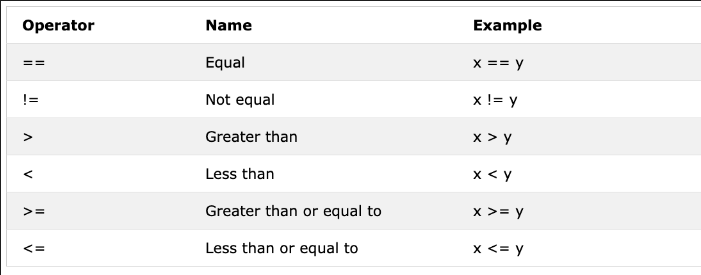 Operator Name Example
== Equal x == y
!= Not equal x != y
> Greater than x > y
< Less than x < y
>= Greater than or equal to x >= y
<= Less than or equal to x <= y